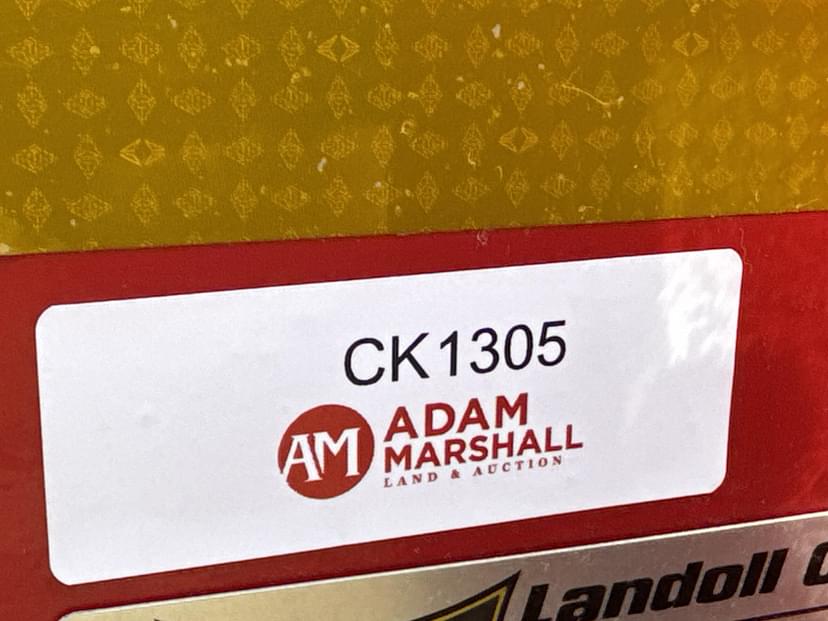 CK1305
AM
ADAM
MARSHALL
LAND & AUCTION
Landoll